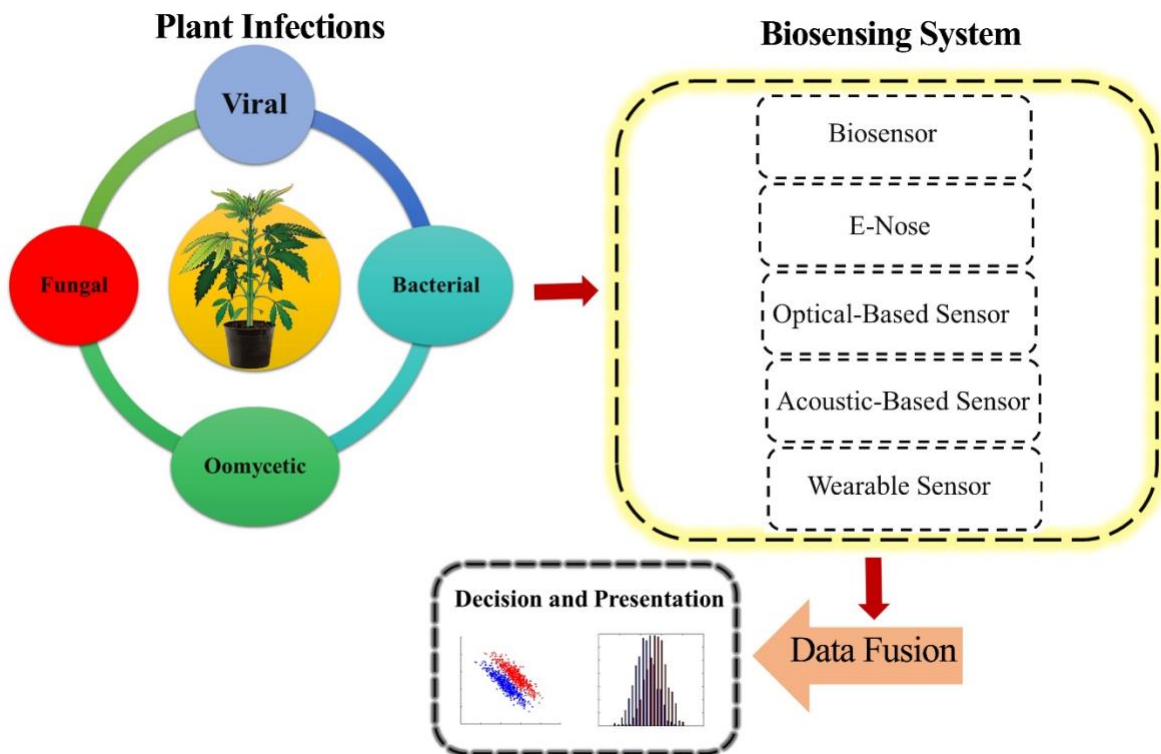 Plant Infections
Viral
Fungal
Bacterial
Oomycetic
Biosensing System
Biosensor
E-Nose
Optical-Based Sensor
Acoustic-Based Sensor
Wearable Sensor
Data Fusion
Decision and Presentation